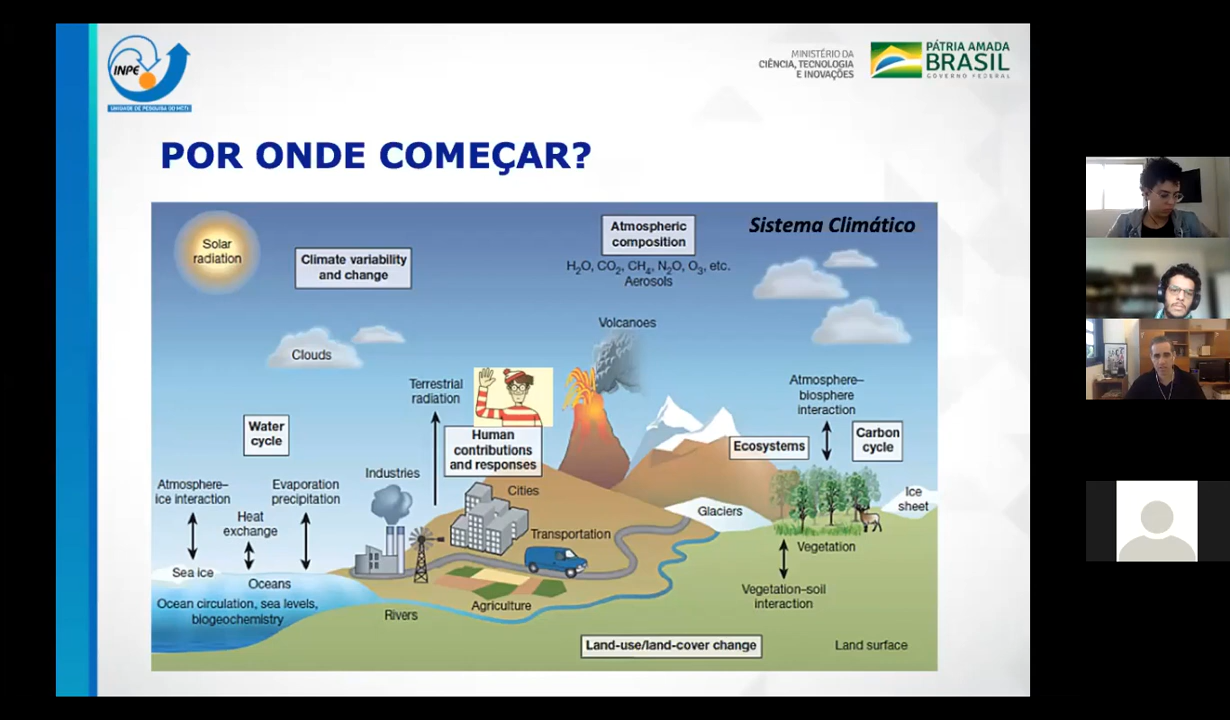 INPE
UNIDADE DE PESQUISA DO MCTI
MINISTÉRIO DA
CIÊNCIA, TECNOLOGIA
E INOVAÇÕES
PÁTRIA AMADA
BRASIL
GOVERNO FEDERAL
POR ONDE COMEÇAR?
Sistema Climático
Solar
radiation
Climate variability
and change
Atmospheric
composition
H₂O, CO₂, CH₄, N₂O, O₃, etc.
Aerosols
Clouds
Volcanoes
Terrestrial
radiation
Atmosphere–
biosphere
interaction
Water
cycle
Human
contributions
and responses
Ecosystems
Carbon
cycle
Atmosphere–
ice interaction
Evaporation
precipitation
Heat
exchange
Industries
Cities
Transportation
Glaciers
Ice
sheet
Vegetation
Sea ice
Oceans
Ocean circulation, sea levels,
biogeochemistry
Rivers
Agriculture
Vegetation–soil
interaction
Land-use/land-cover change
Land surface